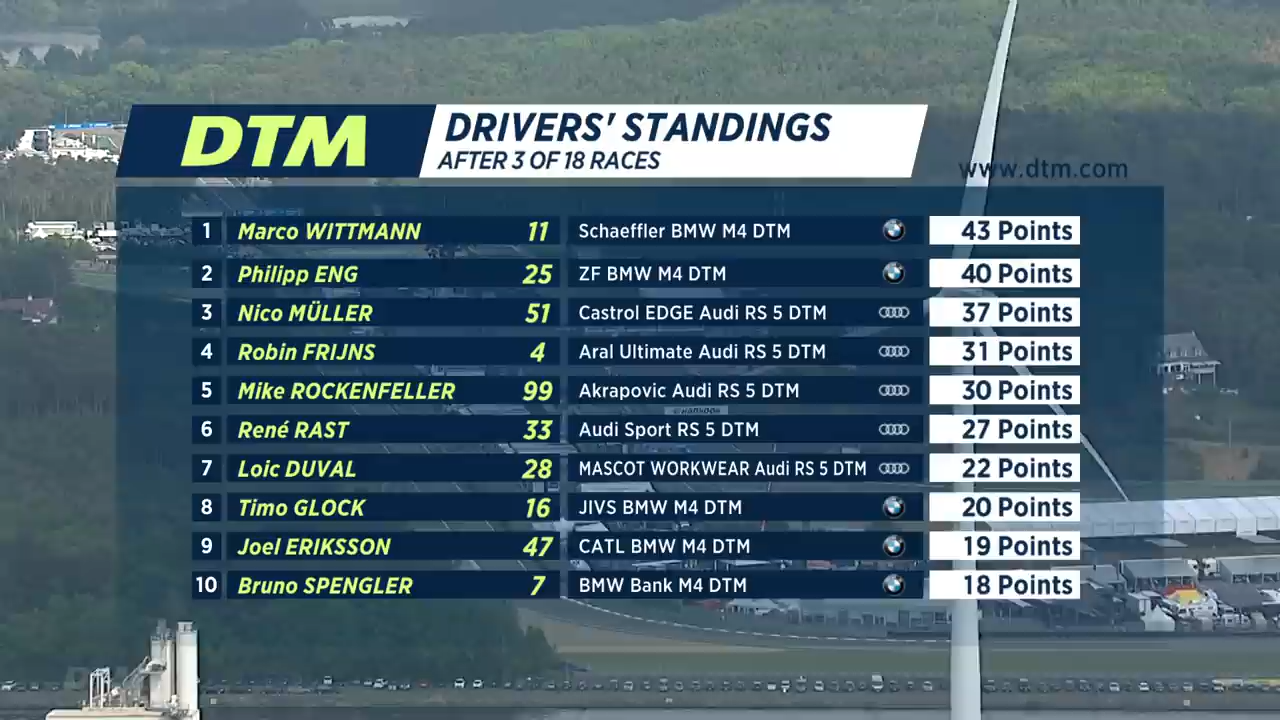 DTM
DRIVERS' STANDINGS
AFTER 3 OF 18 RACES
www.dtm.com
1 Marco WITTMANN 11 Schaeffler BMW M4 DTM 43 Points
2 Philipp ENG 25 ZF BMW M4 DTM 40 Points
3 Nico MÜLLER 51 Castrol EDGE Audi RS 5 DTM 37 Points
4 Robin FRIJNS 4 Aral Ultimate Audi RS 5 DTM 31 Points
5 Mike ROCKENFELLER 99 Akrapovic Audi RS 5 DTM 30 Points
6 René RAST 33 Audi Sport RS 5 DTM 27 Points
7 Loic DUVAL 28 MASCOT WORKWEAR Audi RS 5 DTM 22 Points
8 Timo GLOCK 16 JIVS BMW M4 DTM 20 Points
9 Joel ERIKSSON 47 CATL BMW M4 DTM 19 Points
10 Bruno SPENGLER 7 BMW Bank M4 DTM 18 Points